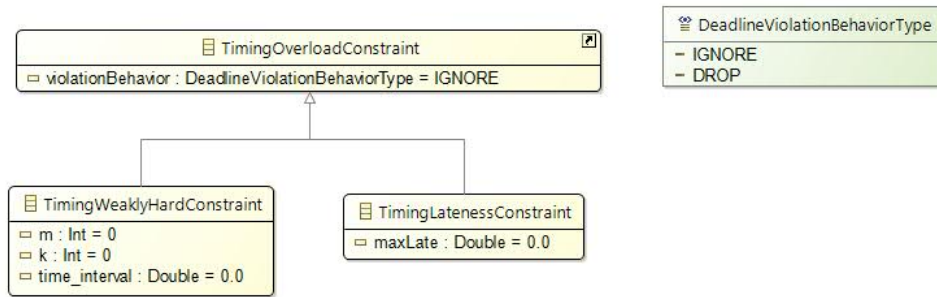 TimingOverloadConstraint
violationBehavior : DeadlineViolationBehaviorType = IGNORE
DeadlineViolationBehaviorType
IGNORE
DROP
TimingWeaklyHardConstraint
m : Int = 0
k : Int = 0
time_interval : Double = 0.0
TimingLatenessConstraint
maxLate : Double = 0.0